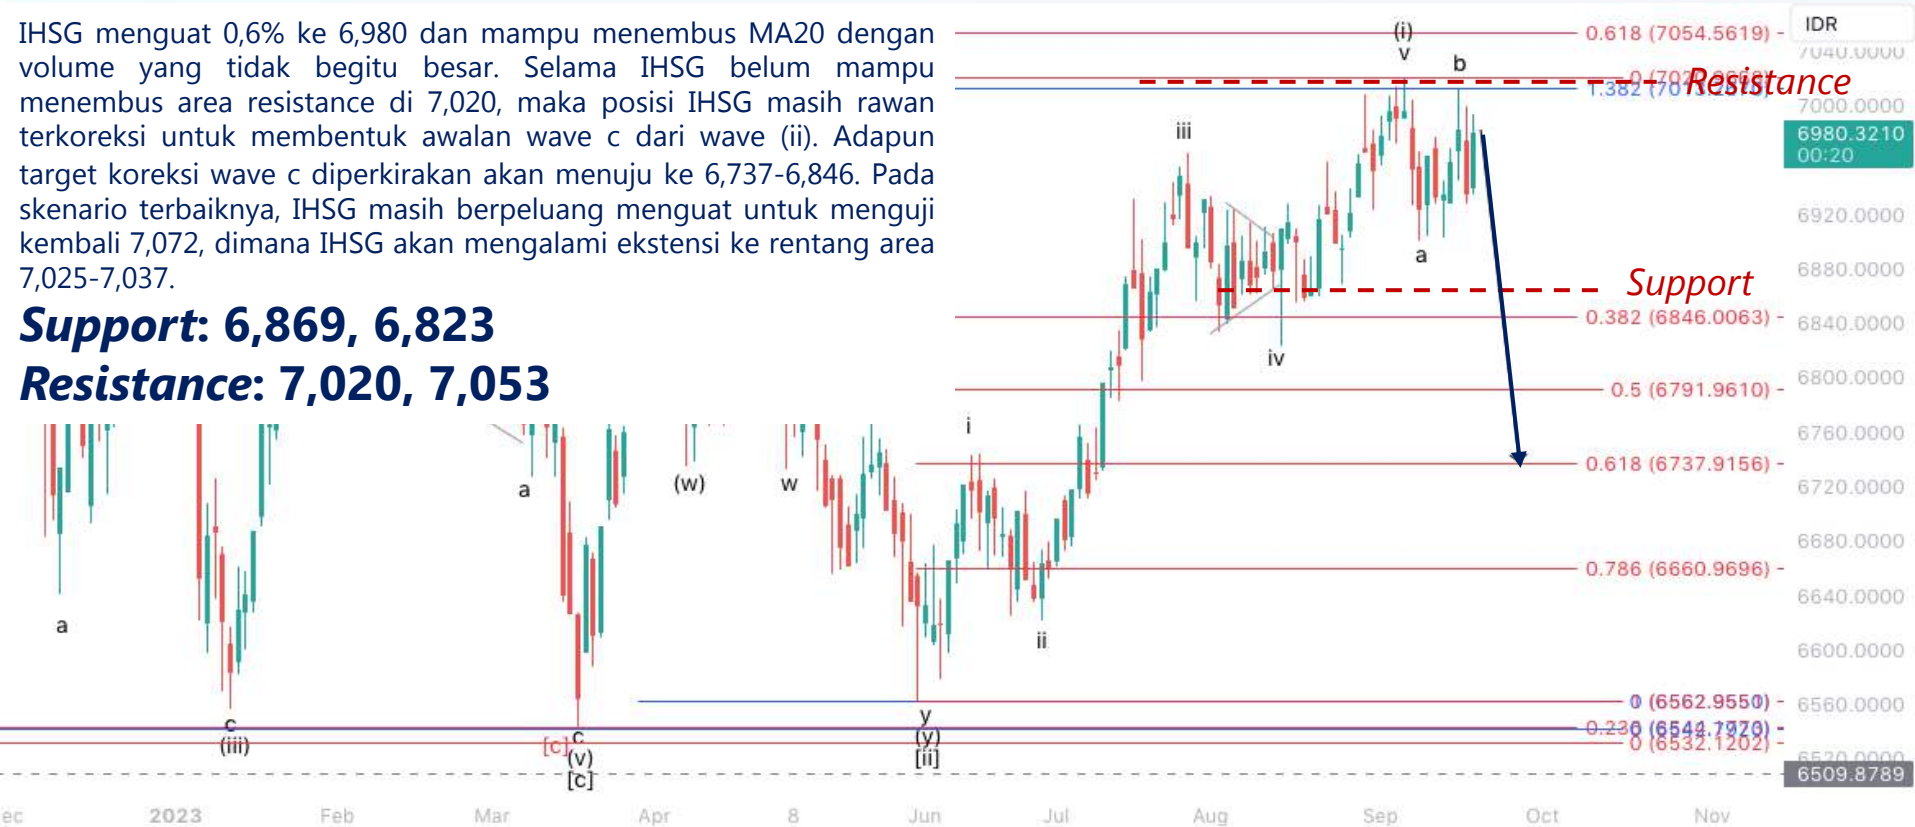 IHSG menguat 0,6% ke 6,980 dan mampu menembus MA20 dengan
volume yang tidak begitu besar. Selama IHSG belum mampu
menembus area resistance di 7,020, maka posisi IHSG masih rawan
terkoreksi untuk membentuk awalan wave c dari wave (ii). Adapun
target koreksi wave c diperkirakan akan menuju ke 6,737-6,846. Pada
skenario terbaiknya, IHSG masih berpeluang menguat untuk menguji
kembali 7,072, dimana IHSG akan mengalami ekstensi ke rentang area
7,025-7,037.
Support: 6,869, 6,823
Resistance: 7,020, 7,053
IDR
0.618 (7054.5619)
7040.0000
(i)
v
b
Resistance
7000.0000
6980.3210
00:20
iii
6920.0000
a
6880.0000
Support
0.382 (6846.0063)
6840.0000
iv
0.5 (6791.9610)
6800.0000
i
6760.0000
0.618 (6737.9156)
a
(w)
w
6720.0000
6680.0000
0.786 (6660.9696)
6640.0000
a
ii
6600.0000
1 (6562.9550)
6560.0000
c
(iii)
[c]
c
(v)
[c]
y
(y)
[ii]
0 (6532.1202)
6520.0000
6509.8789
ec
2023
Feb
Mar
Apr
8
Jun
Jul
Aug
Sep
Oct
Nov